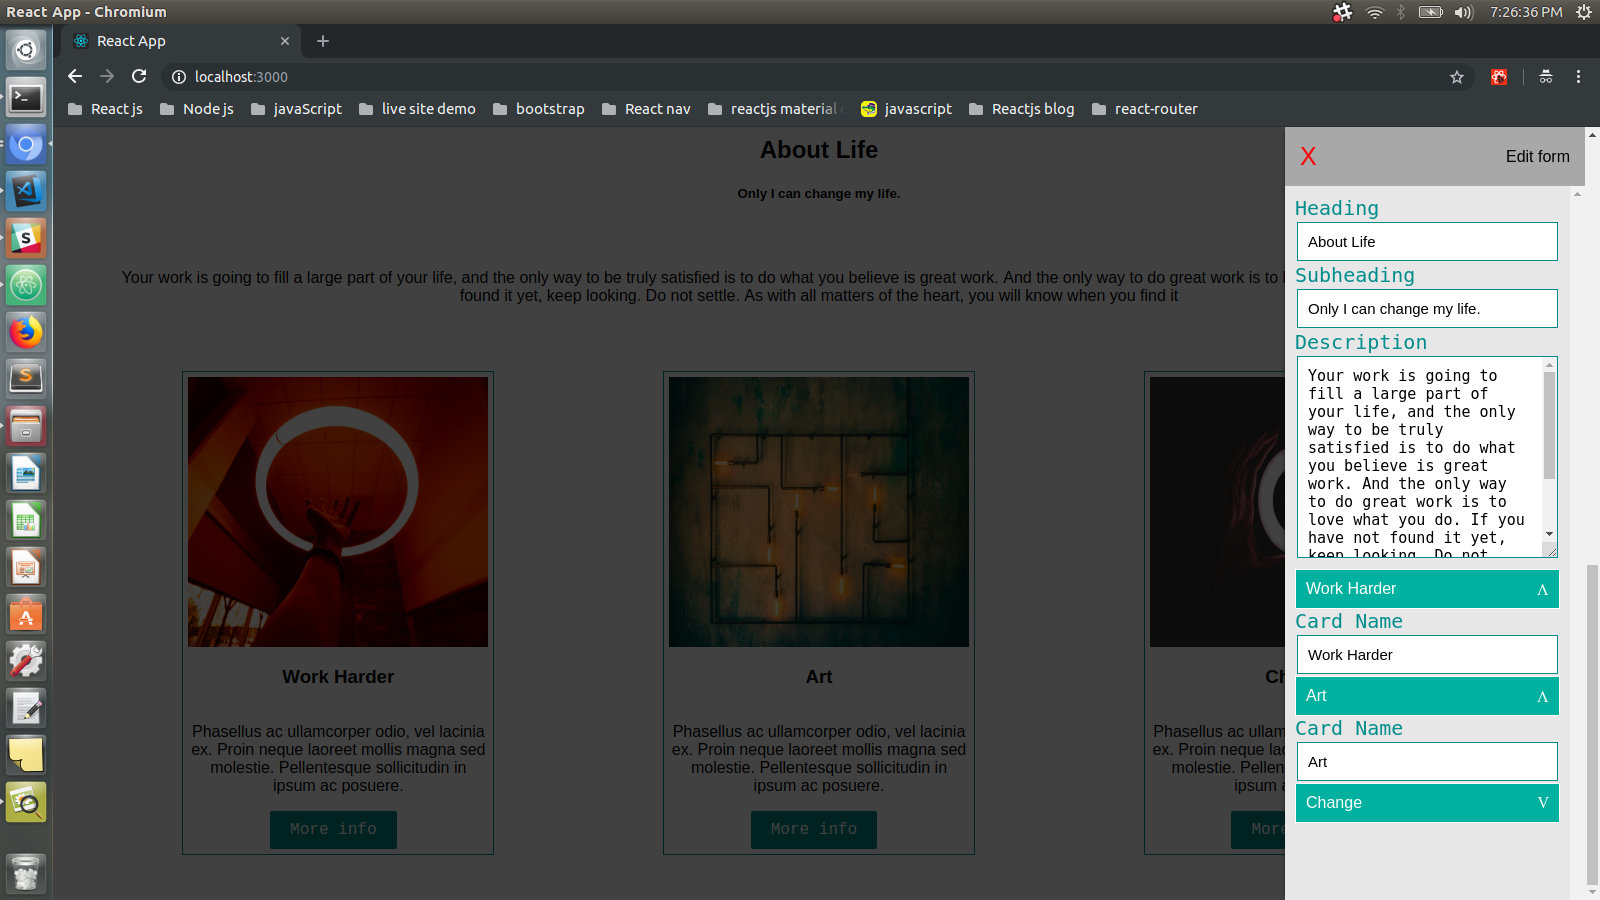 React App - Chromium
7:26:36 PM
React App
localhost:3000
React js
Node js
javaScript
live site demo
bootstrap
React nav
reactjs material
javascript
Reactjs blog
react-router
About Life
Only I can change my life.
Your work is going to fill a large part of your life, and the only way to be truly satisfied is to do what you believe is great work. And the only way to do great work is to
found it yet, keep looking. Do not settle. As with all matters of the heart, you will know when you find it
Work Harder
Phasellus ac ullamcorper odio, vel lacinia
ex. Proin neque laoreet mollis magna sed
molestie. Pellentesque sollicitudin in
ipsum ac posuere.
More info
Art
Phasellus ac ullamcorper odio, vel lacinia
ex. Proin neque laoreet mollis magna sed
molestie. Pellentesque sollicitudin in
ipsum ac posuere.
More info
Phasellus ac ullam
ex. Proin neque la
molestie. Pellen
ipsum
X
Edit form
Heading
About Life
Subheading
Only I can change my life.
Description
Your work is going to
fill a large part of
your life, and the only
way to be truly
satisfied is to do what
you believe is great
work. And the only way
to do great work is to
love what you do. If you
have not found it yet,
keep looking. Do not
Work Harder Λ
Card Name
Work Harder
Art Λ
Card Name
Art
Change V